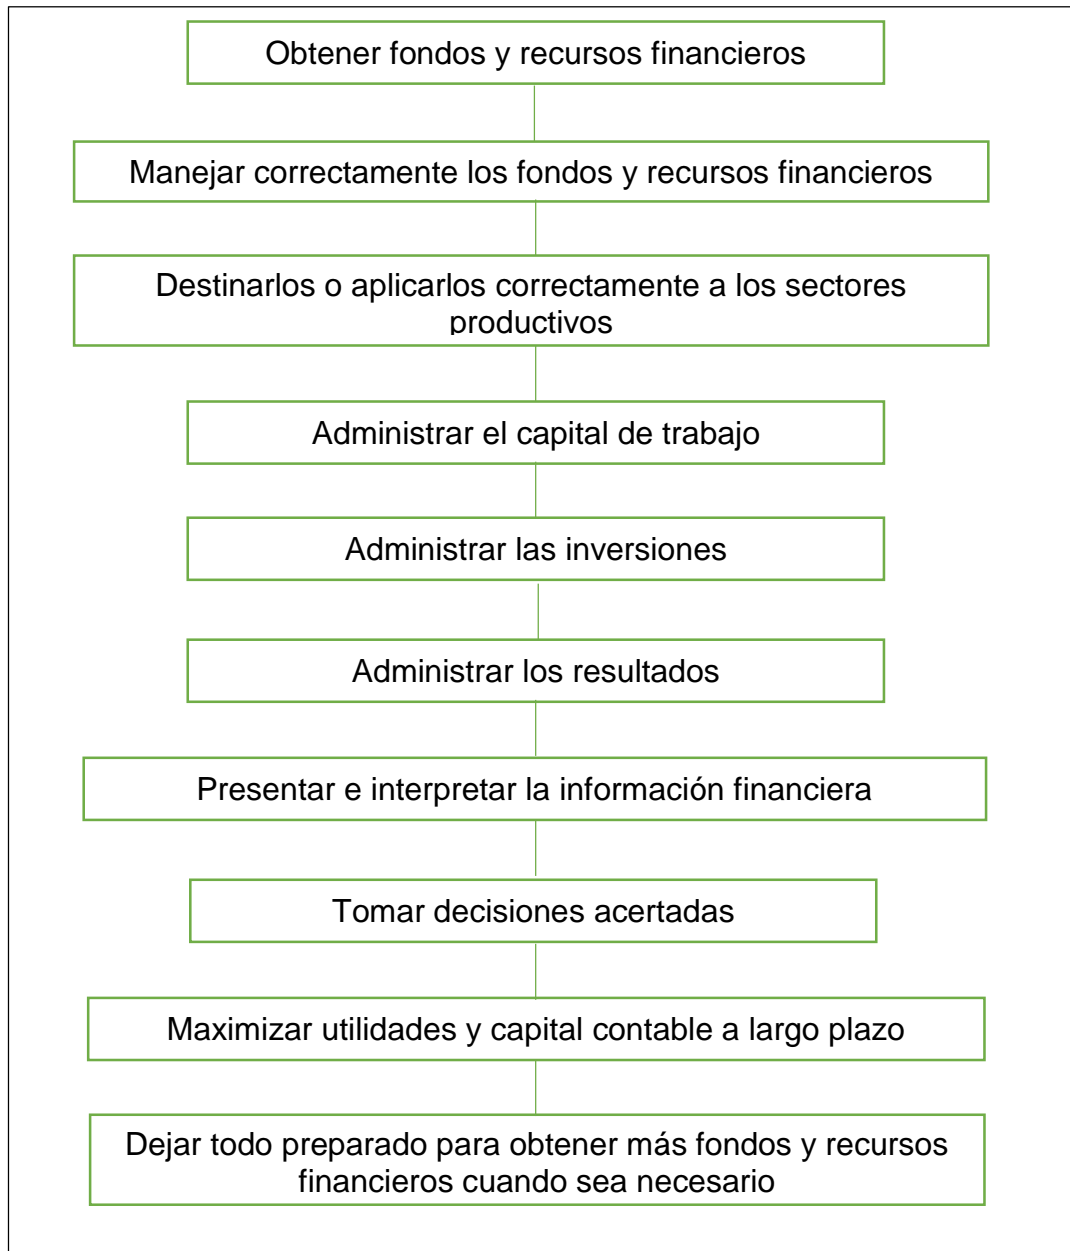 Obtener fondos y recursos financieros
Manejar correctamente los fondos y recursos financieros
Destinarlos o aplicarlos correctamente a los sectores
productivos
Administrar el capital de trabajo
Administrar las inversiones
Administrar los resultados
Presentar e interpretar la información financiera
Tomar decisiones acertadas
Maximizar utilidades y capital contable a largo plazo
Dejar todo preparado para obtener más fondos y recursos
financieros cuando sea necesario